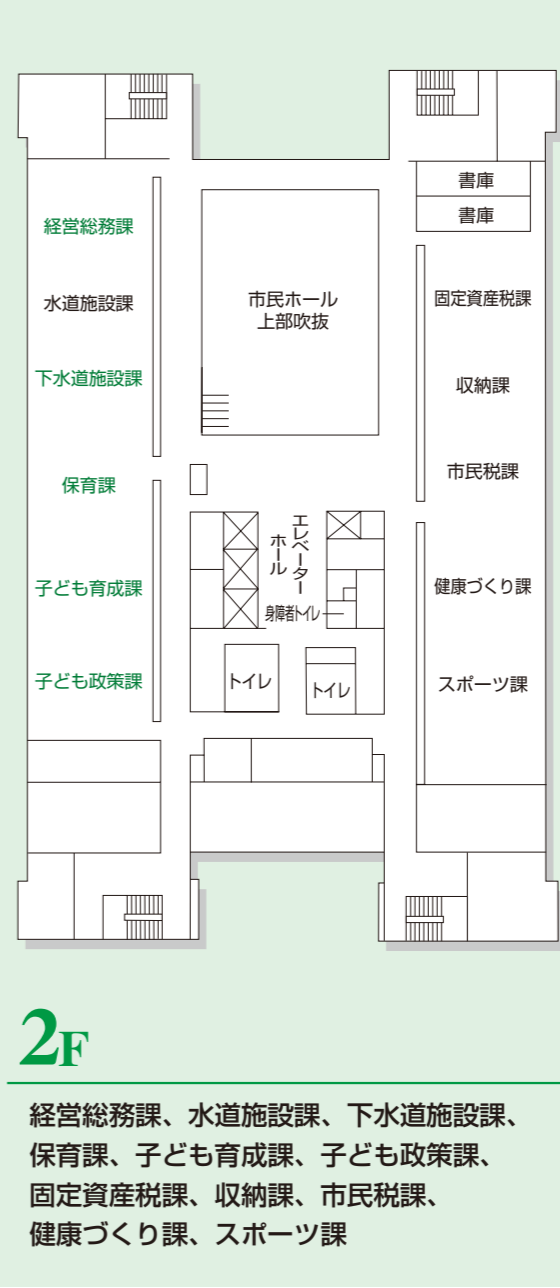 書庫
書庫
経営総務課
水道施設課
下水道施設課
保育課
子ども育成課
子ども政策課
市民ホール
上部吹抜
エレベーター
ホール
身障者トイレ
トイレ
トイレ
固定資産税課
収納課
市民税課
健康づくり課
スポーツ課
2F
経営総務課、水道施設課、下水道施設課、
保育課、子ども育成課、子ども政策課、
固定資産税課、収納課、市民税課、
健康づくり課、スポーツ課